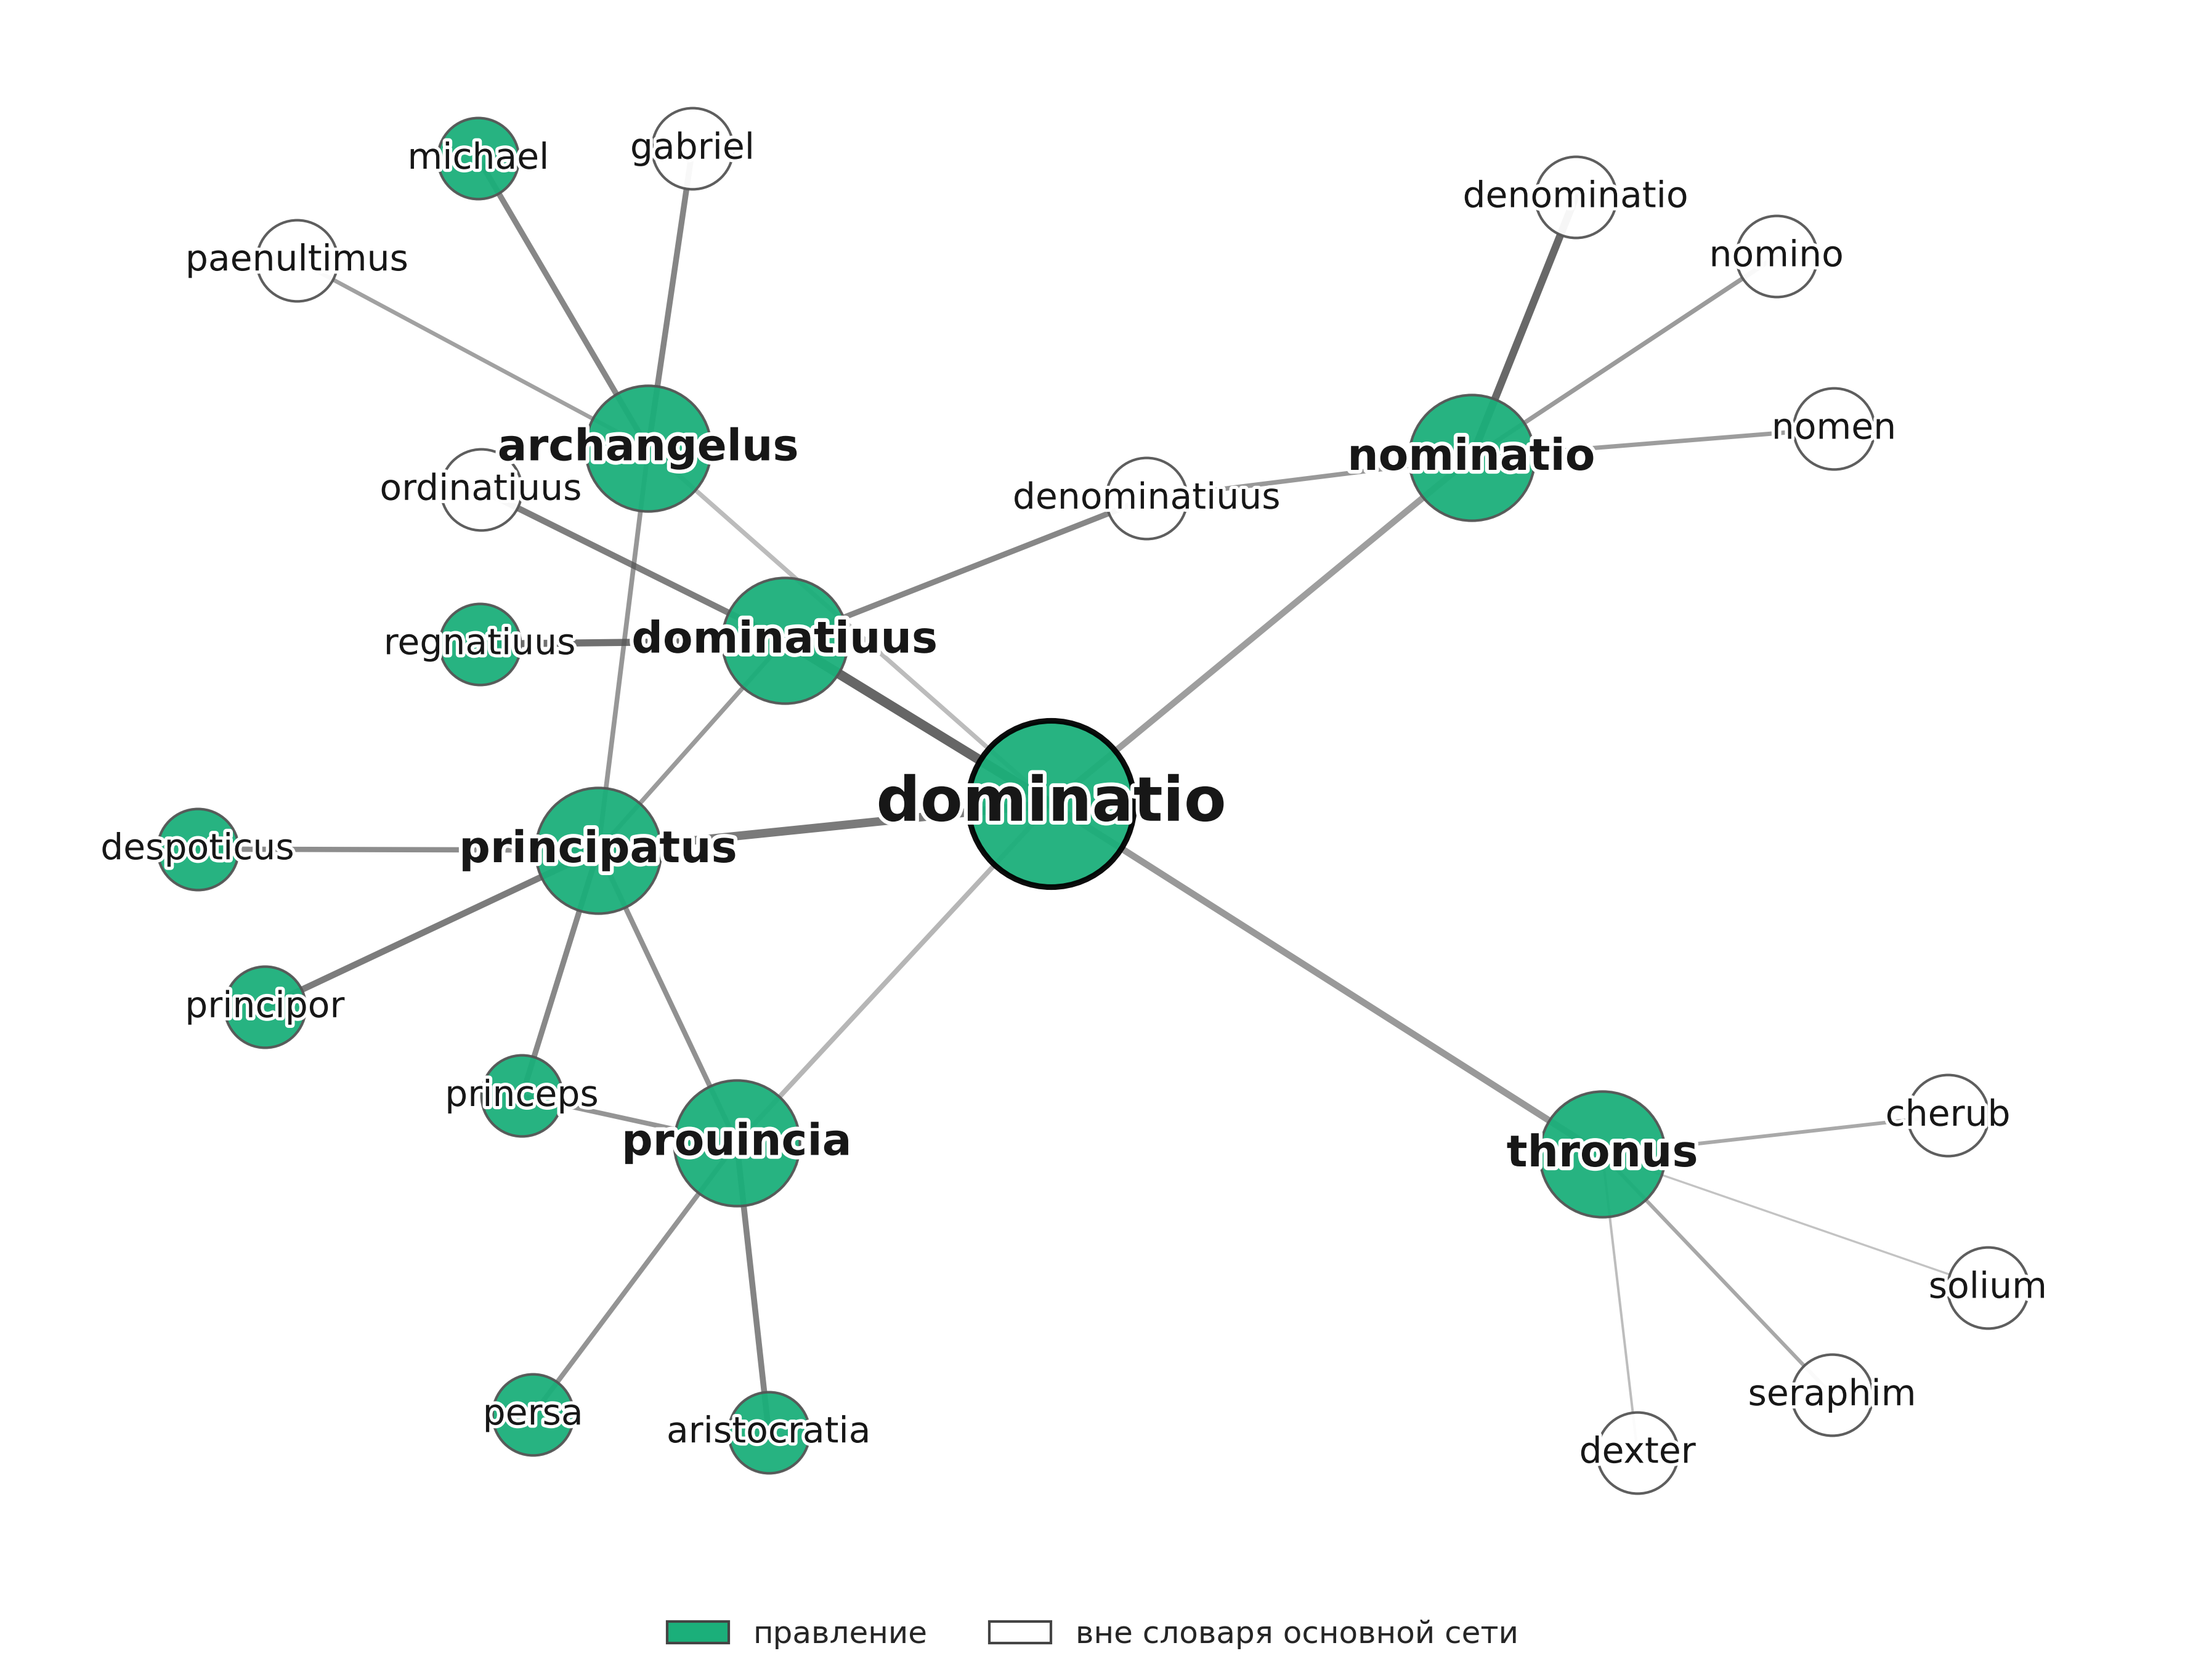 michael
gabriel
denominatio
nomino
paenultimus
archangelus
nomen
nominatio
ordinatiuus
denominatiuus
regnatiuus
dominatiuus
dominatio
despoticus
principatus
principor
princeps
prouincia
cherub
thronus
solium
seraphim
persa
aristocratia
dexter
правление
вне словаря основной сети